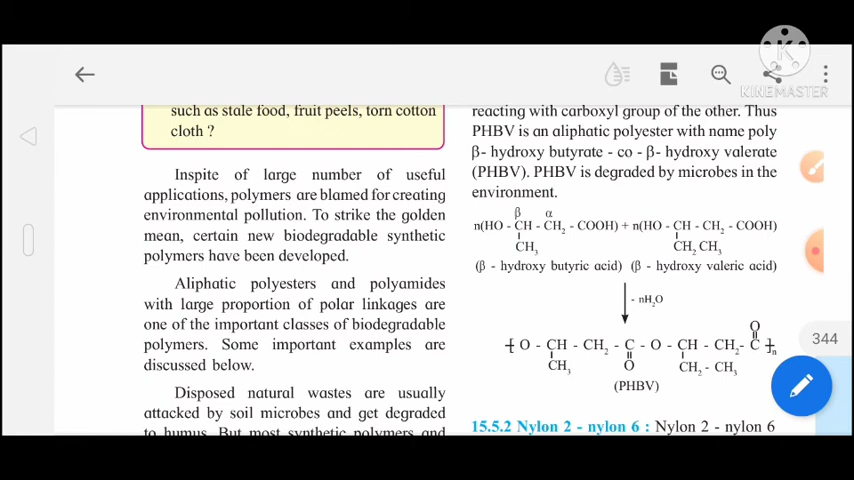 such as stale food, fruit peels, torn cotton
cloth ?
Inspite of large number of useful
applications, polymers are blamed for creating
environmental pollution. To strike the golden
mean, certain new biodegradable synthetic
polymers have been developed.
Aliphatic polyesters and polyamides
with large proportion of polar linkages are
one of the important classes of biodegradable
polymers. Some important examples are
discussed below.
Disposed natural wastes are usually
attacked by soil microbes and get degraded
to humus. But most synthetic polymers and
reacting with carboxyl group of the other. Thus
PHBV is an aliphatic polyester with name poly
β- hydroxy butyrate - co - β- hydroxy valerate
(PHBV). PHBV is degraded by microbes in the
environment.
β α
n(HO - CH - CH₂ - COOH) + n(HO - CH - CH₂ - COOH)
CH₃ CH₂ CH₃
(β - hydroxy butyric acid) (β - hydroxy valeric acid)
- nH₂O
O
[ O - CH - CH₂ - C - O - CH - CH₂ - C ]n
CH₃ O CH₂ - CH₃
(PHBV)
15.5.2 Nylon 2 - nylon 6 : Nylon 2 - nylon 6
344
KINEMASTER